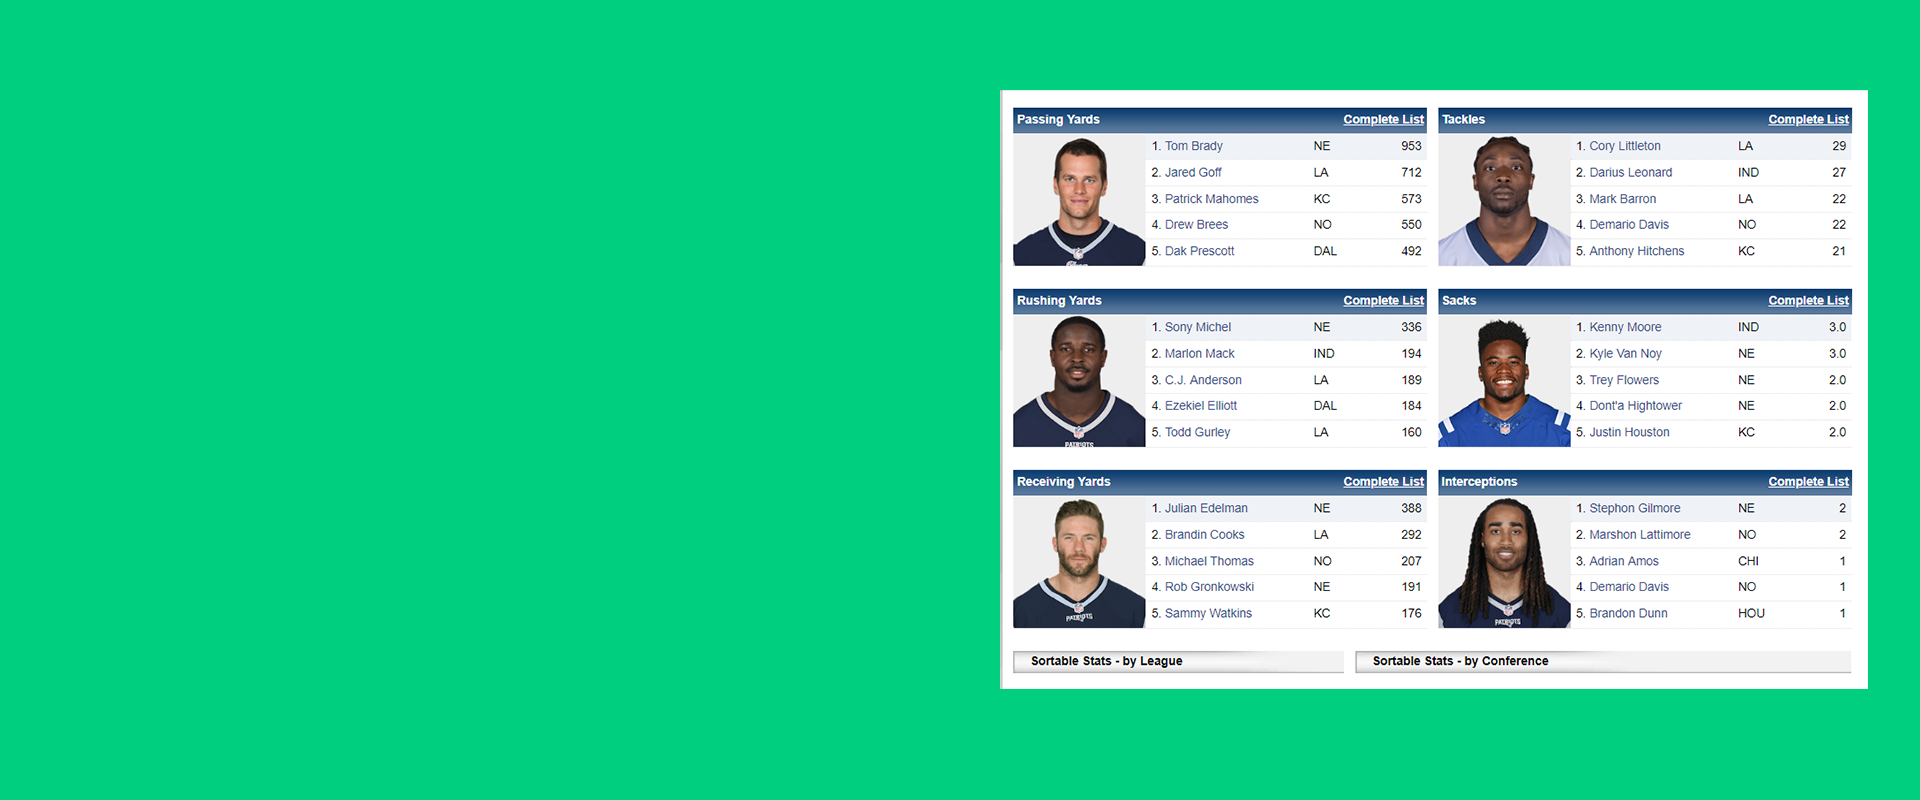 Passing Yards Complete List
1. Tom Brady NE 953
2. Jared Goff LA 712
3. Patrick Mahomes KC 573
4. Drew Brees NO 550
5. Dak Prescott DAL 492
Tackles Complete List
1. Cory Littleton LA 29
2. Darius Leonard IND 27
3. Mark Barron LA 22
4. Demario Davis NO 22
5. Anthony Hitchens KC 21
Rushing Yards Complete List
1. Sony Michel NE 336
2. Marlon Mack IND 194
3. C.J. Anderson LA 189
4. Ezekiel Elliott DAL 184
5. Todd Gurley LA 160
PATRIOTS
Sacks Complete List
1. Kenny Moore IND 3.0
2. Kyle Van Noy NE 3.0
3. Trey Flowers NE 2.0
4. Dont'a Hightower NE 2.0
5. Justin Houston KC 2.0
Receiving Yards Complete List
1. Julian Edelman NE 388
2. Brandin Cooks LA 292
3. Michael Thomas NO 207
4. Rob Gronkowski NE 191
5. Sammy Watkins KC 176
PATRIOTS
Interceptions Complete List
1. Stephon Gilmore NE 2
2. Marshon Lattimore NO 2
3. Adrian Amos CHI 1
4. Demario Davis NO 1
5. Brandon Dunn HOU 1
PATRIOTS
Sortable Stats - by League
Sortable Stats - by Conference